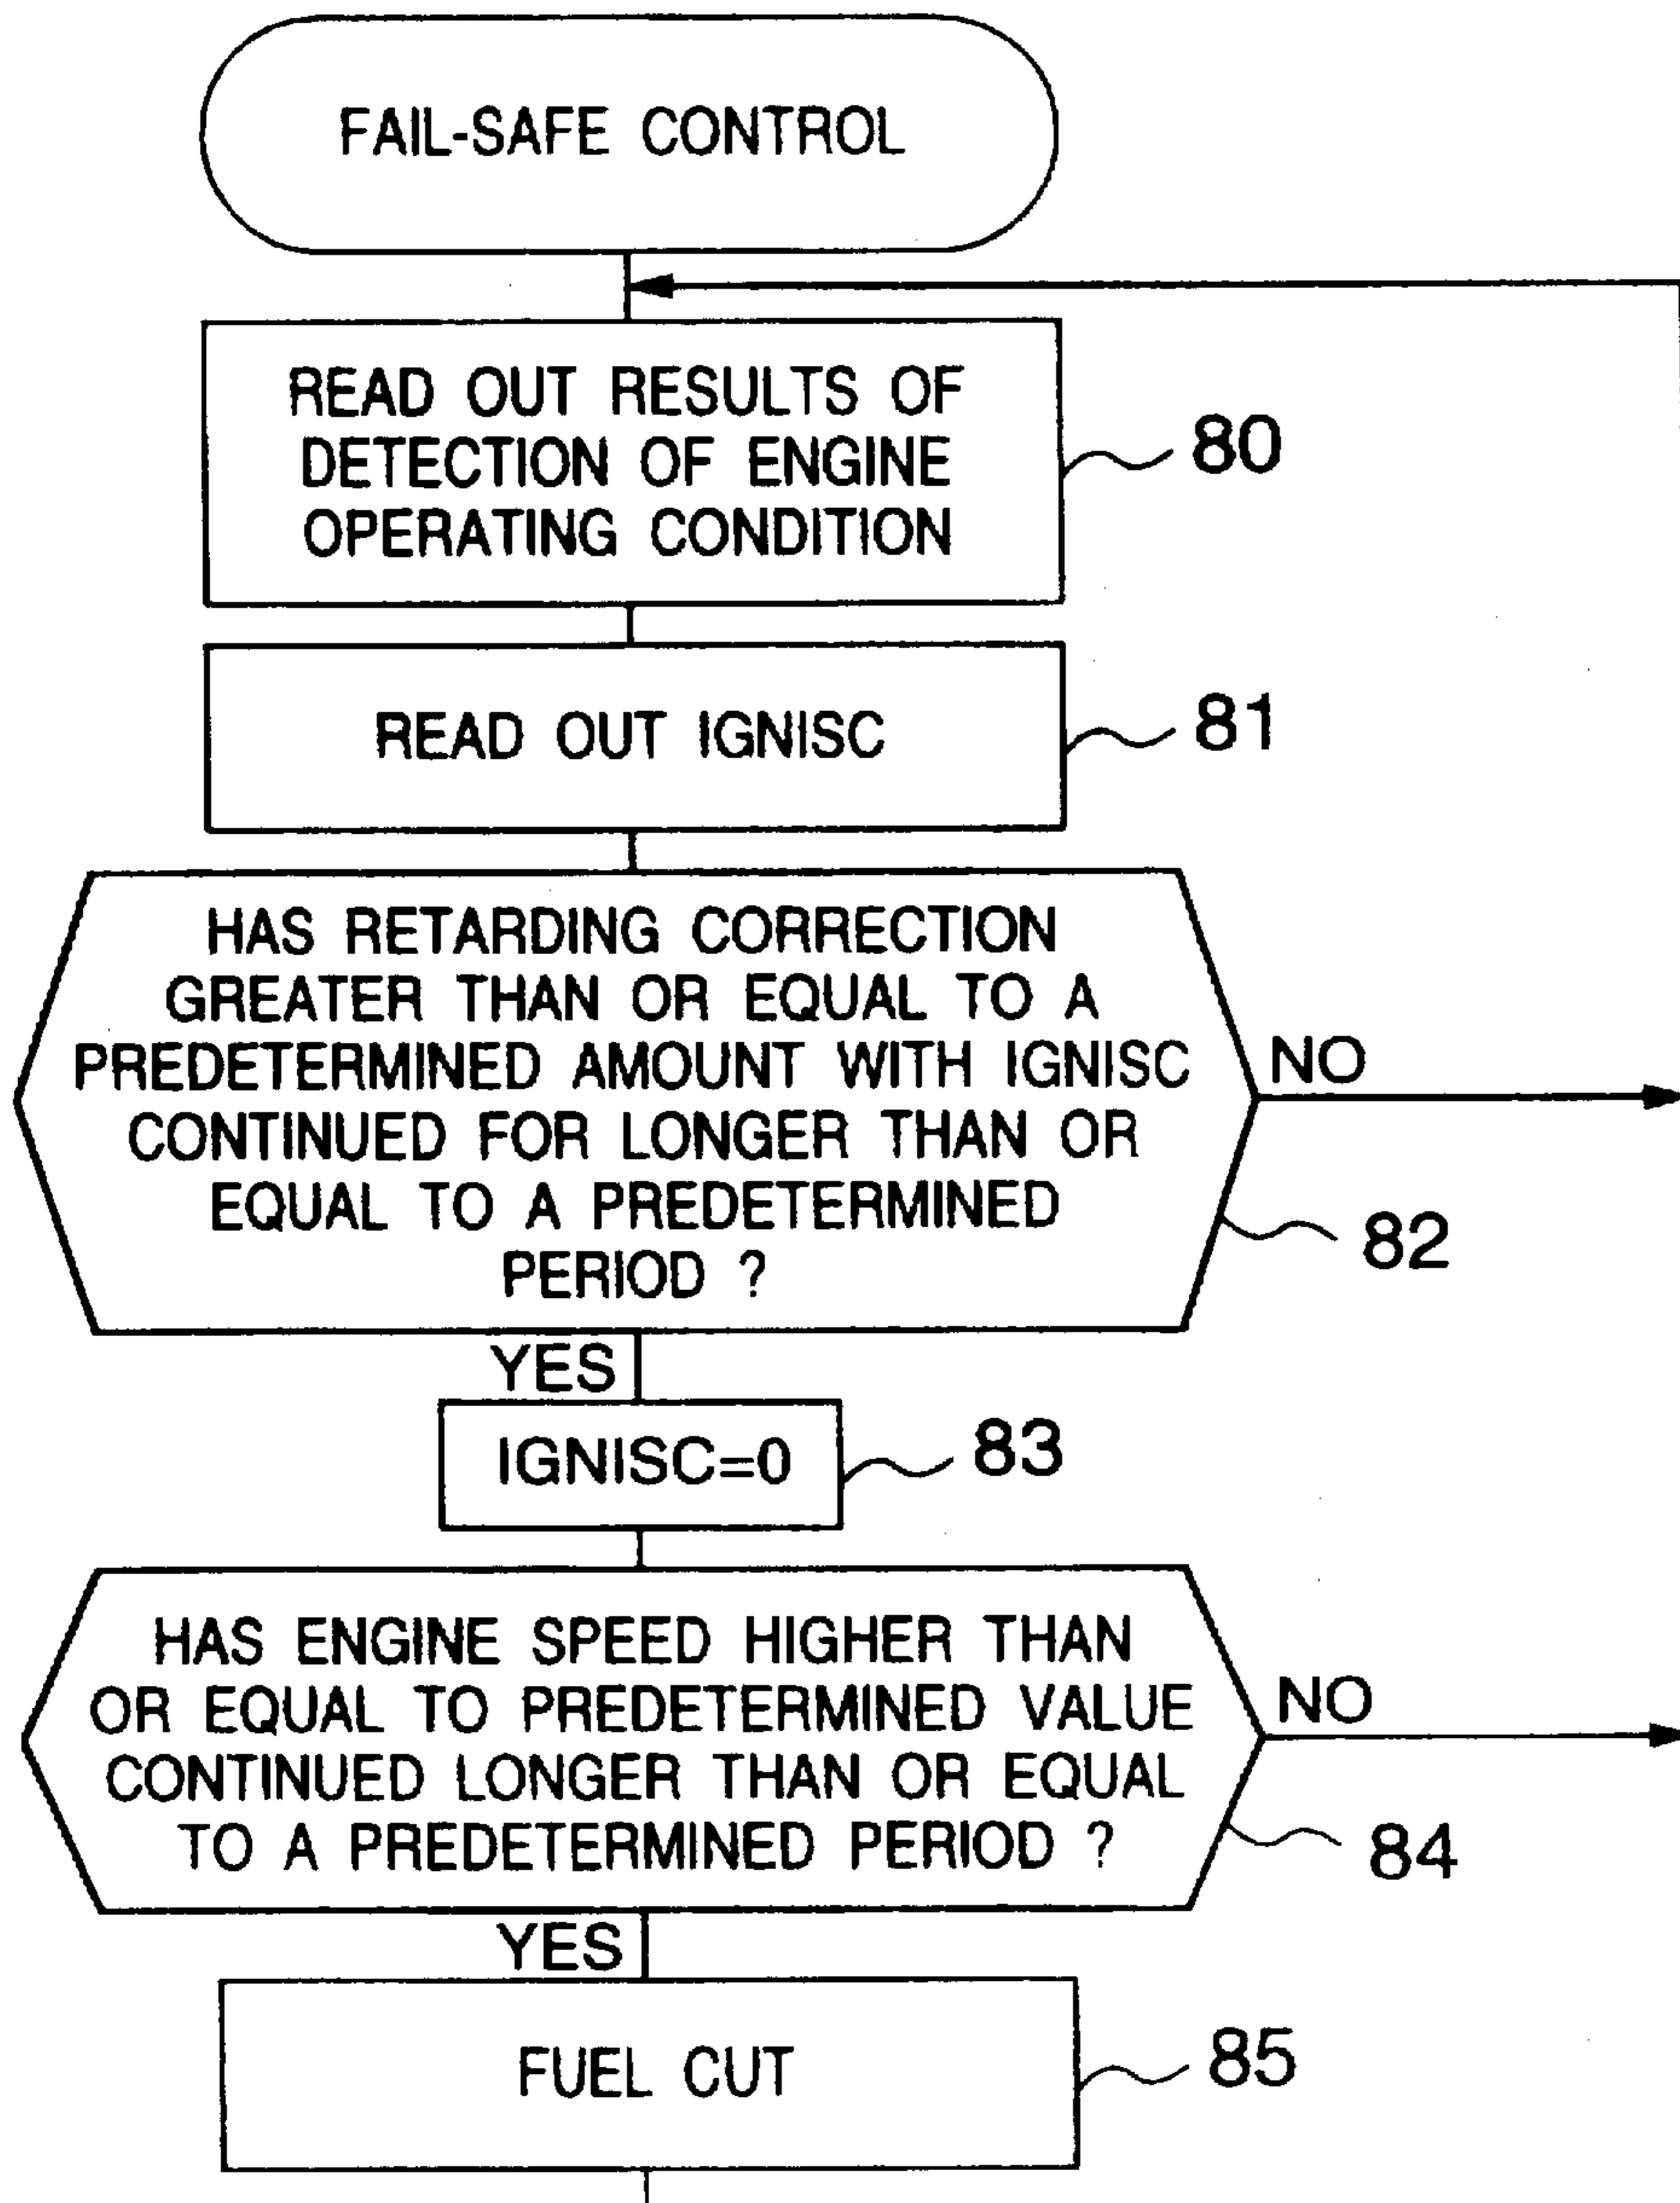 FAIL-SAFE CONTROL
READ OUT RESULTS OF
DETECTION OF ENGINE
OPERATING CONDITION
80
READ OUT IGNISC
81
HAS RETARDING CORRECTION
GREATER THAN OR EQUAL TO A
PREDETERMINED AMOUNT WITH IGNISC
CONTINUED FOR LONGER THAN OR
EQUAL TO A PREDETERMINED
PERIOD ?
NO
82
YES
IGNISC=0
83
HAS ENGINE SPEED HIGHER THAN
OR EQUAL TO PREDETERMINED VALUE
CONTINUED LONGER THAN OR EQUAL
TO A PREDETERMINED PERIOD ?
NO
84
YES
FUEL CUT
85